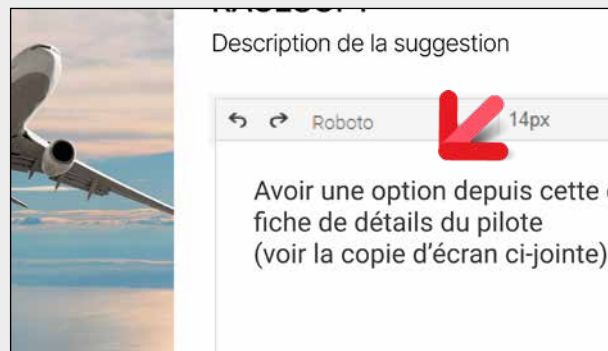 Description de la suggestion
Roboto
14px
Avoir une option depuis cette
fiche de détails du pilote
(voir la copie d'écran ci-jointe)